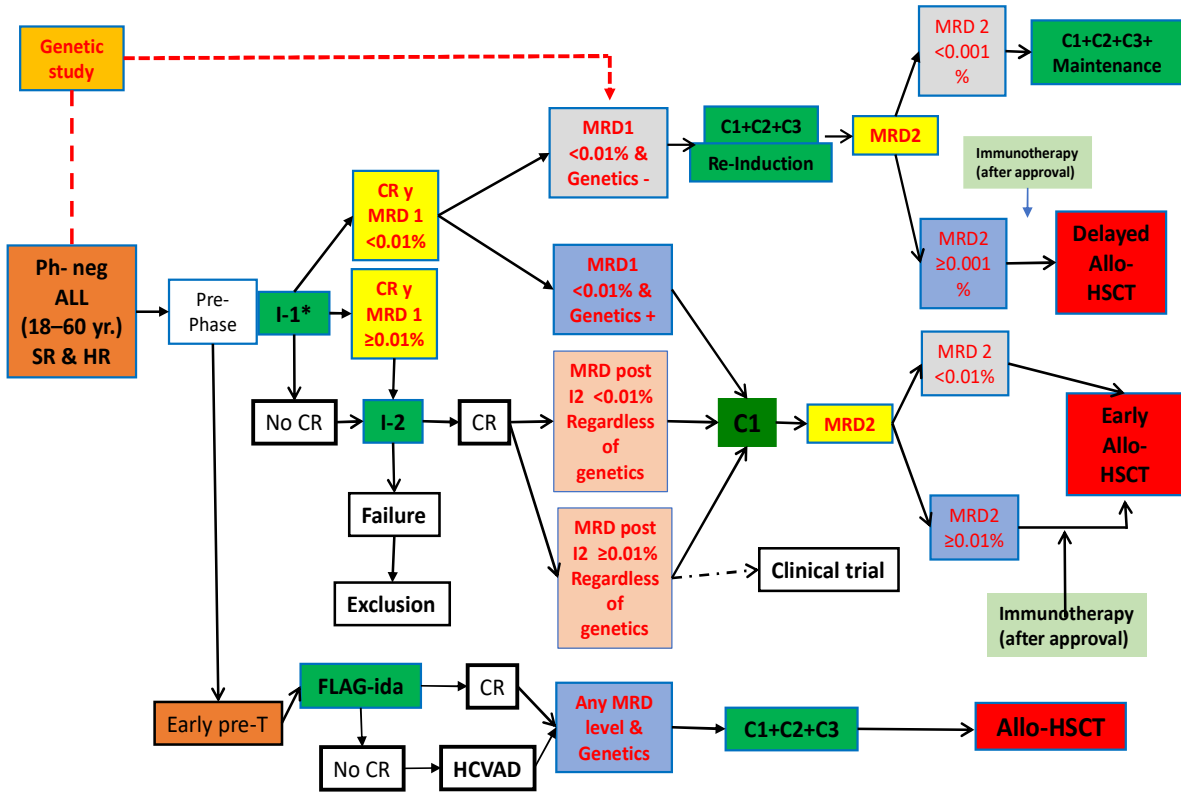 Genetic
study
Ph- neg
ALL
(18–60 yr.)
SR & HR
Pre-
Phase
I-1*
CR y
MRD 1
<0.01%
CR y
MRD 1
≥0.01%
No CR
I-2
CR
Failure
Exclusion
MRD1
<0.01% &
Genetics -
MRD1
<0.01% &
Genetics +
MRD post
I2 <0.01%
Regardless
of
genetics
MRD post
I2 ≥0.01%
Regardless
of
genetics
C1+C2+C3
Re-Induction
MRD2
MRD 2
<0.001
%
C1+C2+C3+
Maintenance
Immunotherapy
(after approval)
MRD2
≥0.001
%
Delayed
Allo-
HSCT
C1
MRD2
MRD 2
<0.01%
MRD2
≥0.01%
Early
Allo-
HSCT
Clinical trial
Immunotherapy
(after approval)
Early pre-T
FLAG-ida
CR
No CR
HCVAD
Any MRD
level &
Genetics
C1+C2+C3
Allo-HSCT